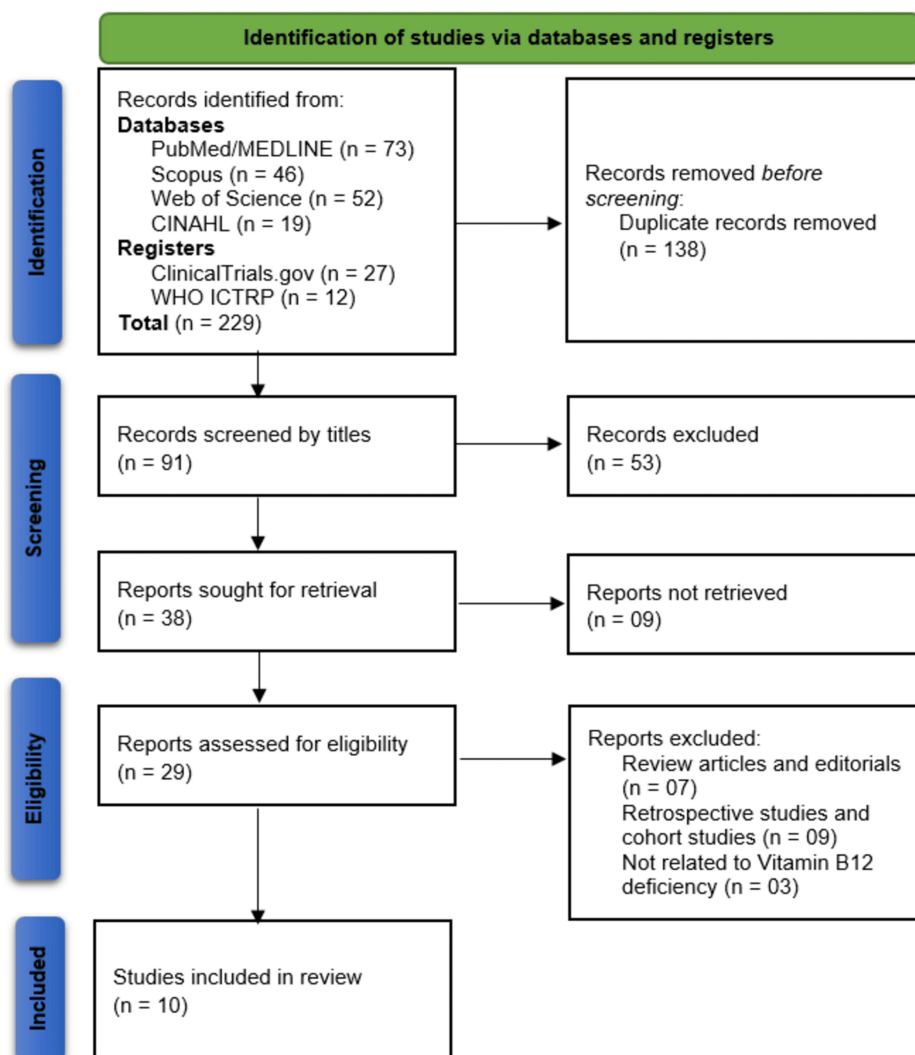 Identification of studies via databases and registers
Identification
Records identified from:
Databases
PubMed/MEDLINE (n = 73)
Scopus (n = 46)
Web of Science (n = 52)
CINAHL (n = 19)
Registers
ClinicalTrials.gov (n = 27)
WHO ICTRP (n = 12)
Total (n = 229)
Records removed before
screening:
Duplicate records removed
(n = 138)
Screening
Records screened by titles
(n = 91)
Records excluded
(n = 53)
Reports sought for retrieval
(n = 38)
Reports not retrieved
(n = 09)
Eligibility
Reports assessed for eligibility
(n = 29)
Reports excluded:
Review articles and editorials
(n = 07)
Retrospective studies and
cohort studies (n = 09)
Not related to Vitamin B12
deficiency (n = 03)
Included
Studies included in review
(n = 10)